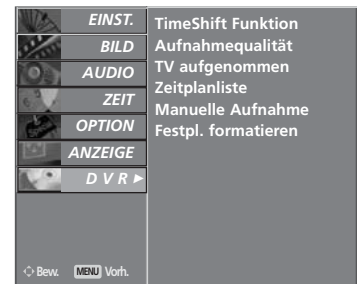 EINST.
BILD
AUDIO
ZEIT
OPTION
ANZEIGE
D V R ►
TimeShift Funktion
Aufnahmequalität
TV aufgenommen
Zeitplanliste
Manuelle Aufnahme
Festpl. formatieren
Bew. MENU Vorh.